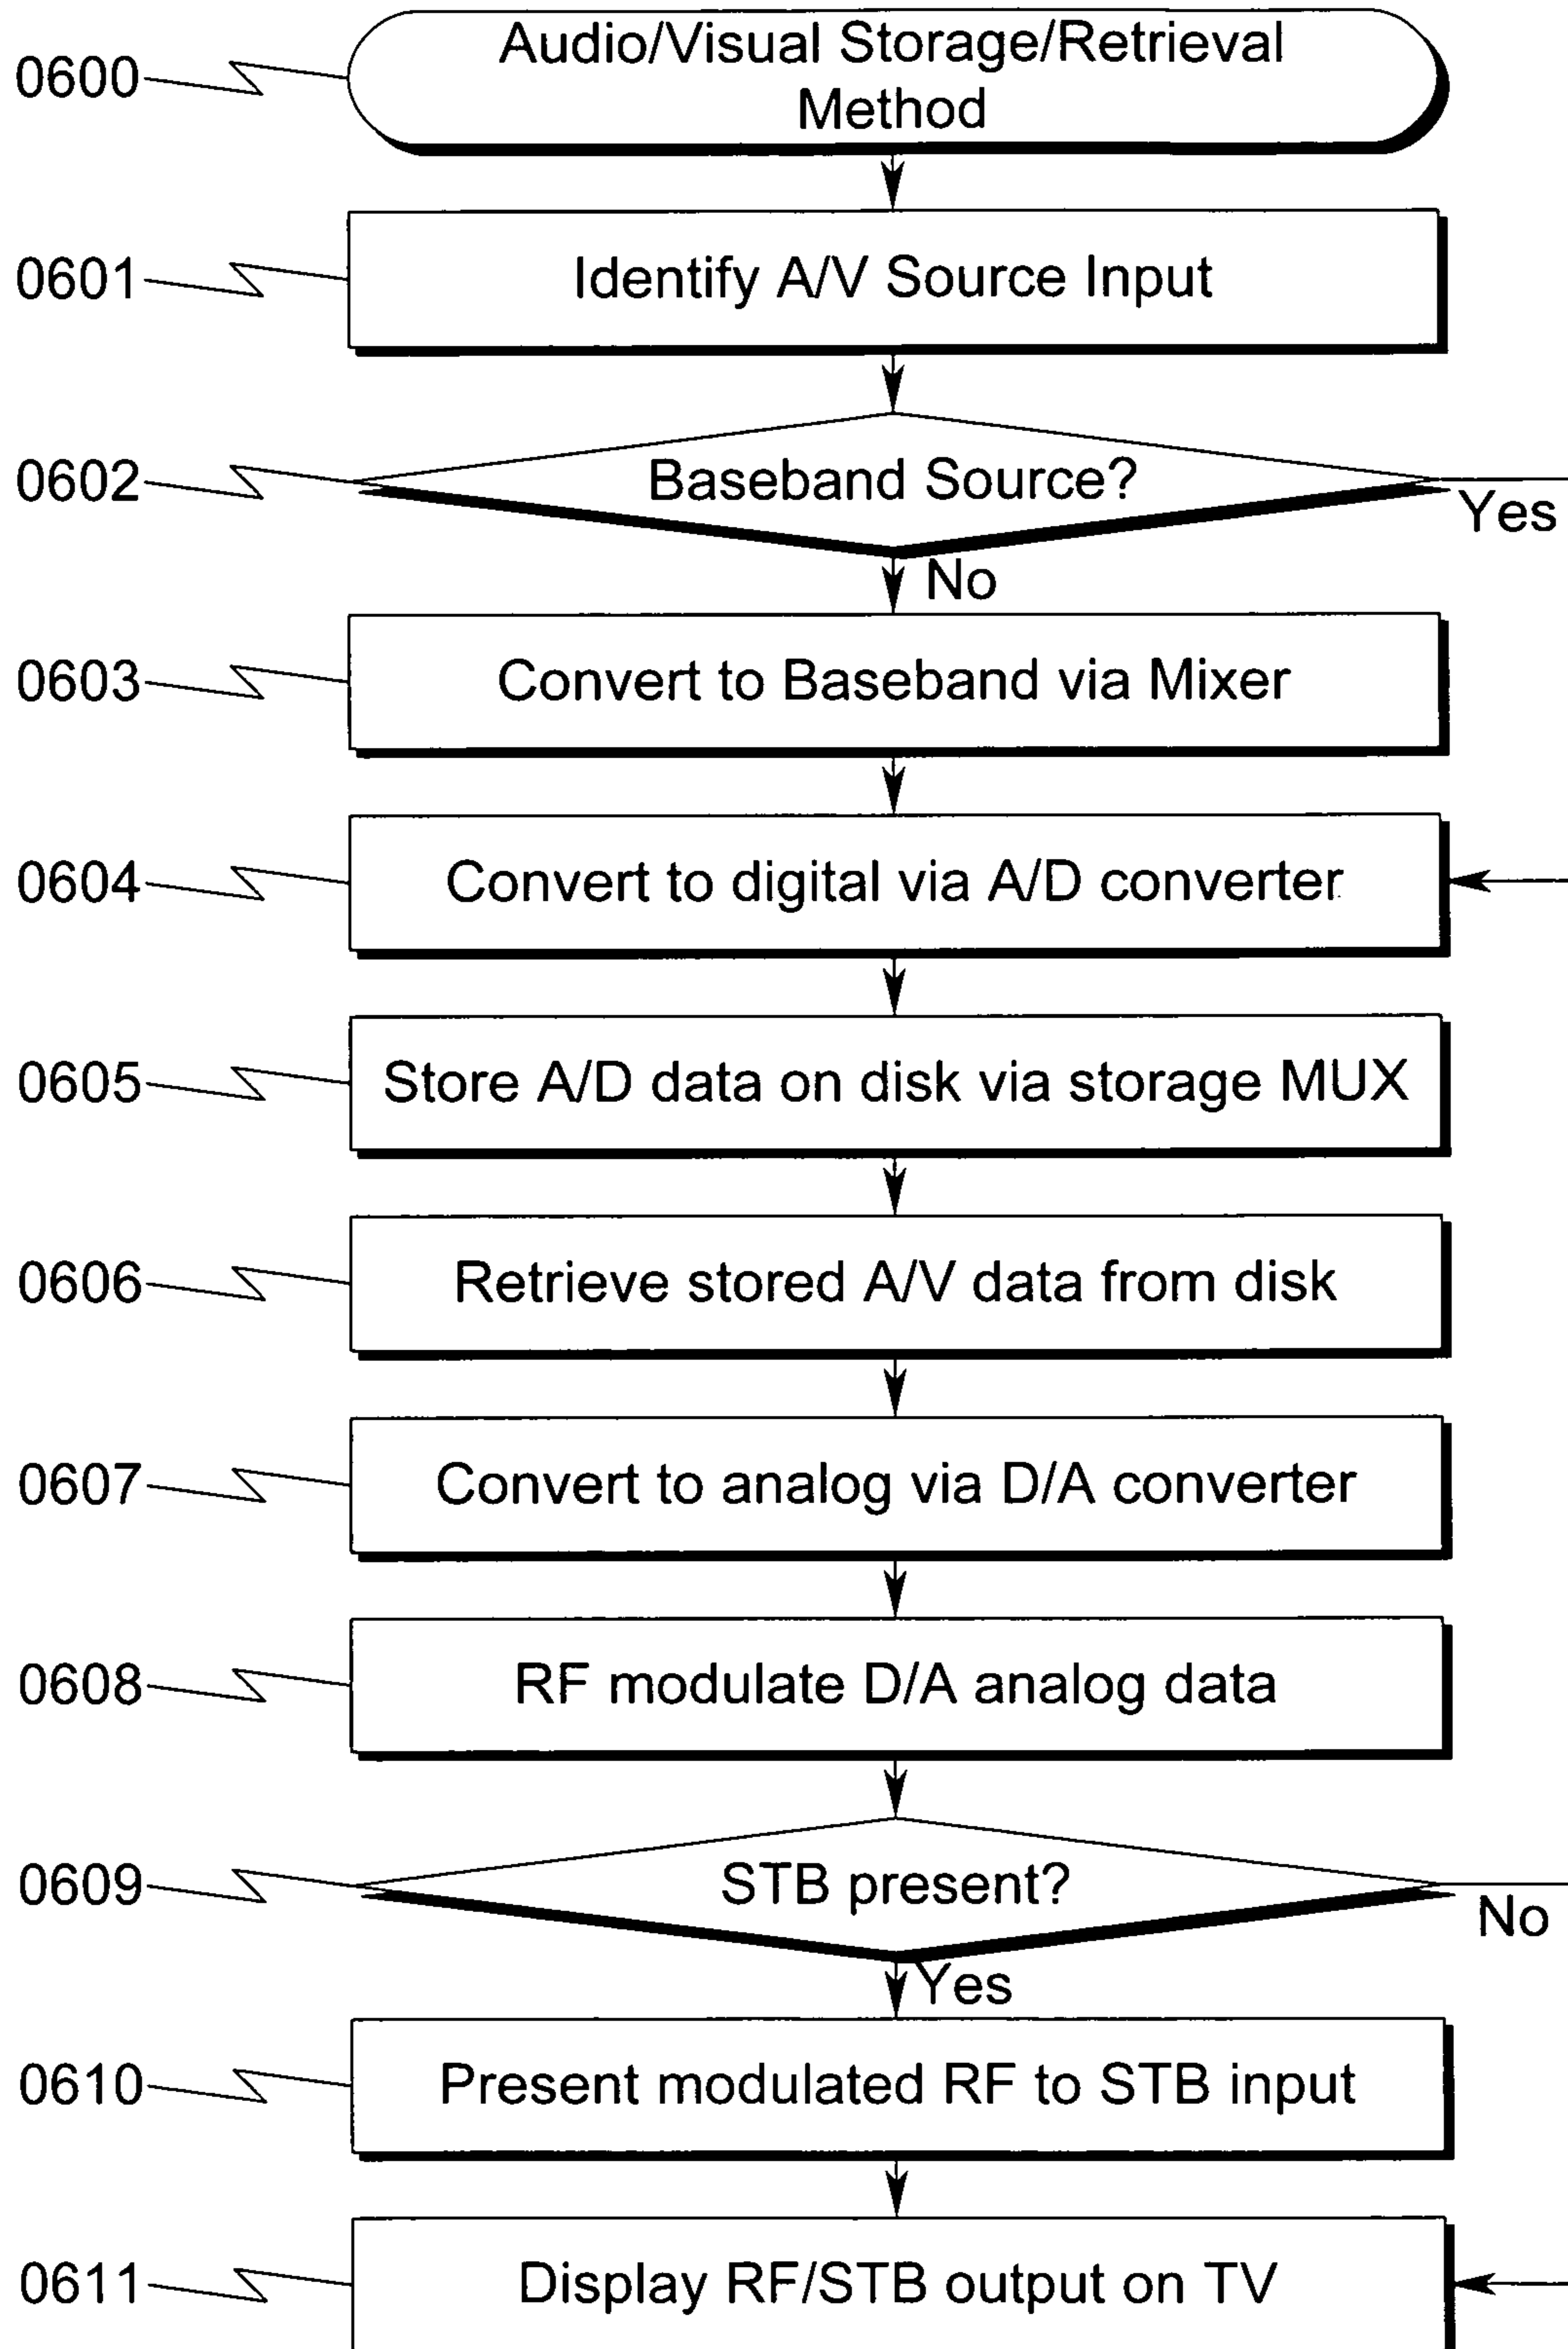 0600
Audio/Visual Storage/Retrieval
Method
0601
Identify A/V Source Input
0602
Baseband Source?
Yes
No
0603
Convert to Baseband via Mixer
0604
Convert to digital via A/D converter
0605
Store A/D data on disk via storage MUX
0606
Retrieve stored A/V data from disk
0607
Convert to analog via D/A converter
0608
RF modulate D/A analog data
0609
STB present?
No
Yes
0610
Present modulated RF to STB input
0611
Display RF/STB output on TV